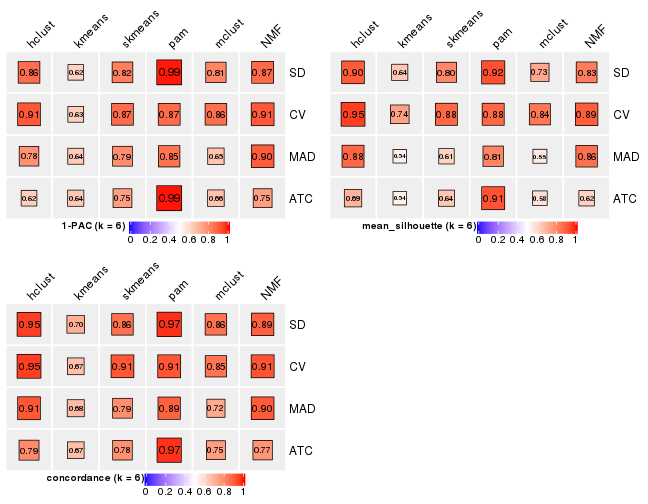 hclust kmeans skmeans pam mclust NMF
0.86 0.62 0.82 0.99 0.81 0.87 SD
0.91 0.63 0.87 0.87 0.86 0.91 CV
0.78 0.64 0.79 0.85 0.65 0.90 MAD
0.62 0.64 0.75 0.99 0.66 0.75 ATC
1-PAC (k = 6)
0 0.2 0.4 0.6 0.8 1
hclust kmeans skmeans pam mclust NMF
0.90 0.64 0.80 0.92 0.73 0.83 SD
0.95 0.74 0.88 0.88 0.84 0.89 CV
0.88 0.54 0.61 0.81 0.55 0.86 MAD
0.69 0.54 0.64 0.91 0.58 0.62 ATC
mean_silhouette (k = 6)
0 0.2 0.4 0.6 0.8 1
hclust kmeans skmeans pam mclust NMF
0.95 0.70 0.86 0.97 0.86 0.89 SD
0.95 0.67 0.91 0.91 0.85 0.91 CV
0.91 0.68 0.79 0.89 0.72 0.90 MAD
0.79 0.67 0.78 0.97 0.75 0.77 ATC
concordance (k = 6)
0 0.2 0.4 0.6 0.8 1